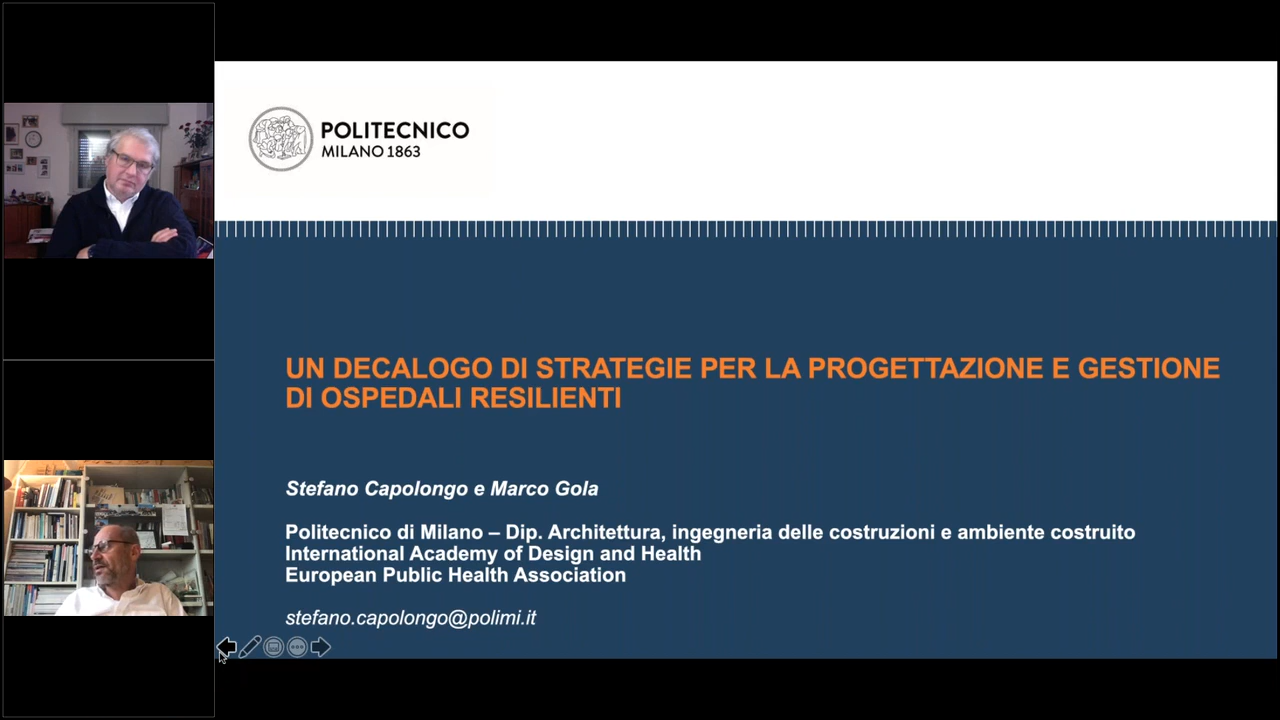 POLITECNICO
MILANO 1863
UN DECALOGO DI STRATEGIE PER LA PROGETTAZIONE E GESTIONE
DI OSPEDALI RESILIENTI
Stefano Capolongo e Marco Gola
Politecnico di Milano – Dip. Architettura, ingegneria delle costruzioni e ambiente costruito
International Academy of Design and Health
European Public Health Association
stefano.capolongo@polimi.it